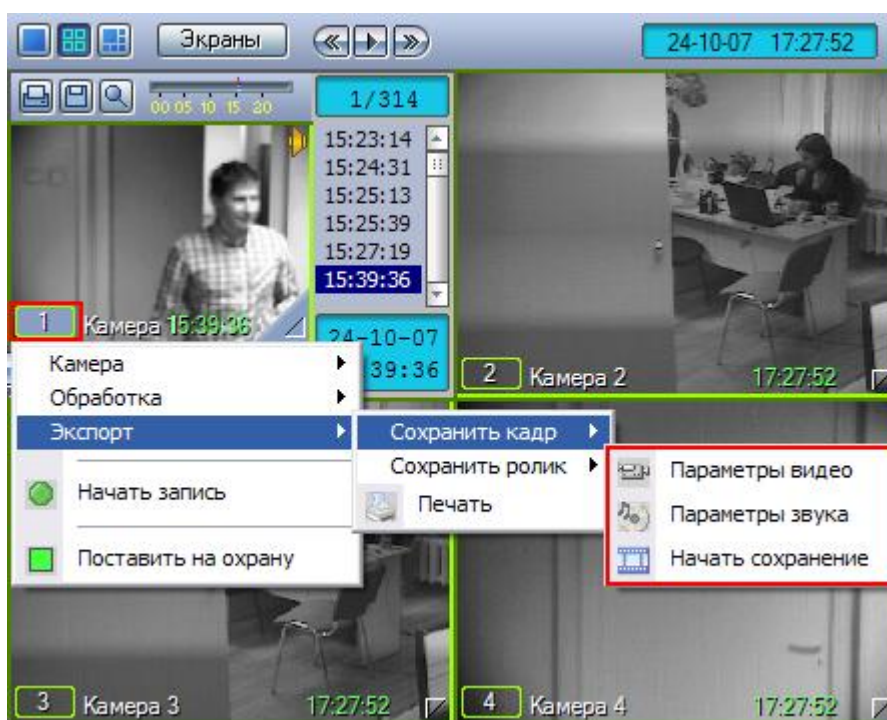 Экраны
24-10-07 17:27:52
00 05 10 15 20
1/314
15:23:14
15:24:31
15:25:13
15:25:39
15:27:19
15:39:36
1 Камера 15:39:36
24-10-07
39:36
2 Камера 2 17:27:52
Камера
Обработка
Экспорт
Начать запись
Поставить на охрану
Сохранить кадр
Сохранить ролик
Печать
Параметры видео
Параметры звука
Начать сохранение
3 Камера 3 17:27:52
4 Камера 4 17:27:52